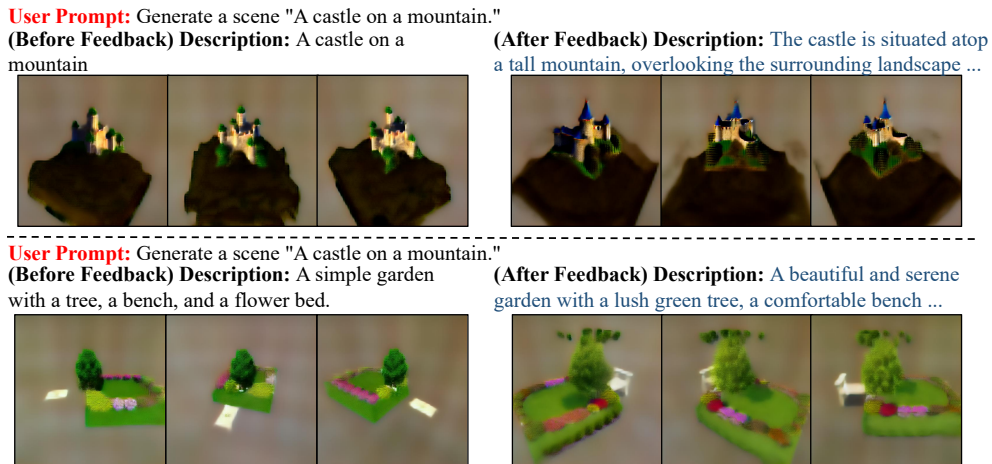 User Prompt: Generate a scene "A castle on a mountain."
(Before Feedback) Description: A castle on a
mountain
(After Feedback) Description: The castle is situated atop
a tall mountain, overlooking the surrounding landscape ...
User Prompt: Generate a scene "A castle on a mountain."
(Before Feedback) Description: A simple garden
with a tree, a bench, and a flower bed.
(After Feedback) Description: A beautiful and serene
garden with a lush green tree, a comfortable bench ...